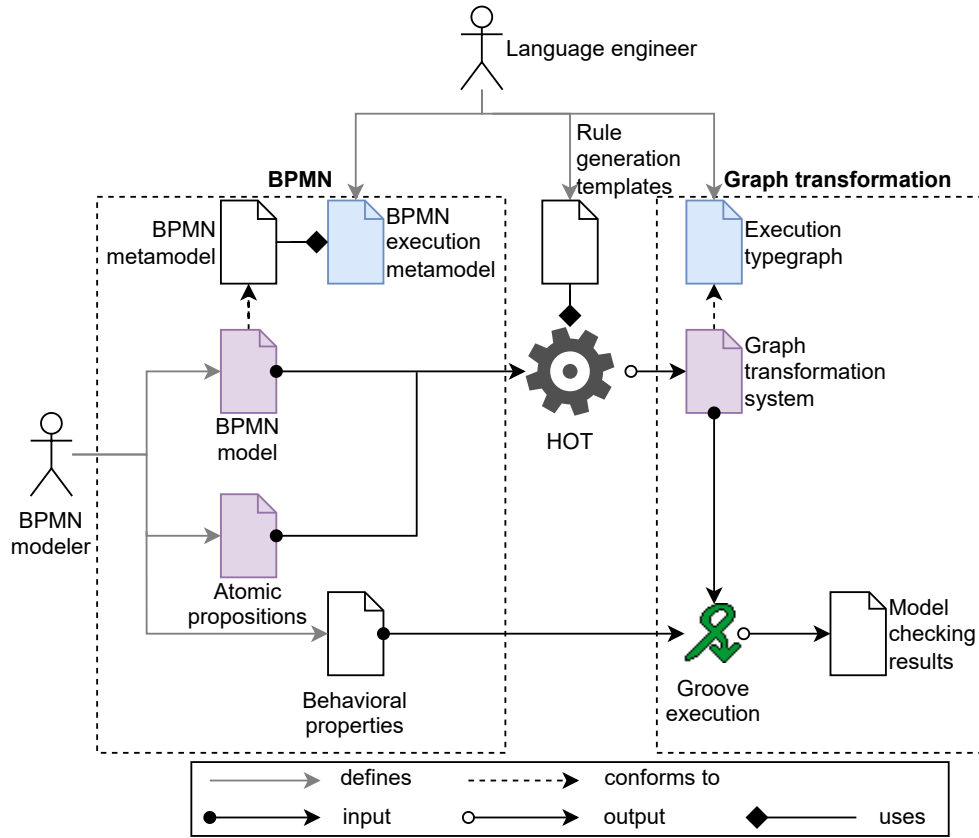 Language engineer
Rule
generation
templates
BPMN
Graph transformation
BPMN
metamodel
BPMN
execution
metamodel
Execution
typegraph
BPMN
model
HOT
Graph
transformation
system
BPMN
modeler
Atomic
propositions
Behavioral
properties
Groove
execution
Model
checking
results
defines
conforms to
input
output
uses